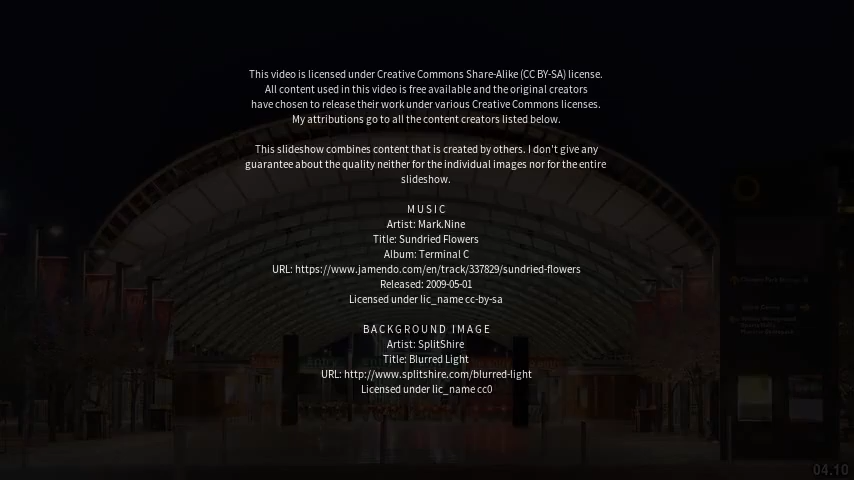 This video is licensed under Creative Commons Share-Alike (CC BY-SA) license.
All content used in this video is free available and the original creators
have chosen to release their work under various Creative Commons licenses.
My attributions go to all the content creators listed below.
This slideshow combines content that is created by others. I don't give any
guarantee about the quality neither for the individual images nor for the entire
slideshow.
MUSIC
Artist: Mark.Nine
Title: Sundried Flowers
Album: Terminal C
URL: https://www.jamendo.com/en/track/337829/sundried-flowers
Released: 2009-05-01
Licensed under lic_name cc-by-sa
BACKGROUND IMAGE
Artist: SplitShire
Title: Blurred Light
URL: http://www.splitshire.com/blurred-light
Licensed under lic_name cc0
04.10